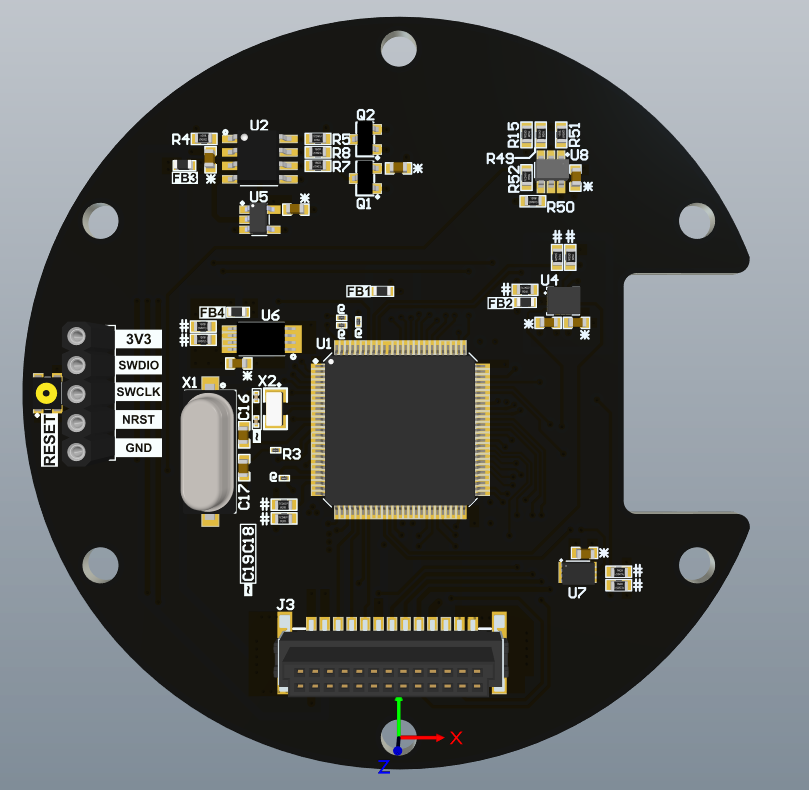 Q2
U2
R4
R5
R8
R7
FB3
*
*
Q1
U5
*
R15
R51
R49
U8
R52
*
R50
# #
U4
#
FB2
*
*
FB1
@
FB4
U6
#
#
U1
*
3V3
SWDIO
SWCLK
NRST
GND
RESET
X1
X2
C16
~
R3
@
C17
#
#
C19C18
~
*
#
#
U7
J3
X
Z